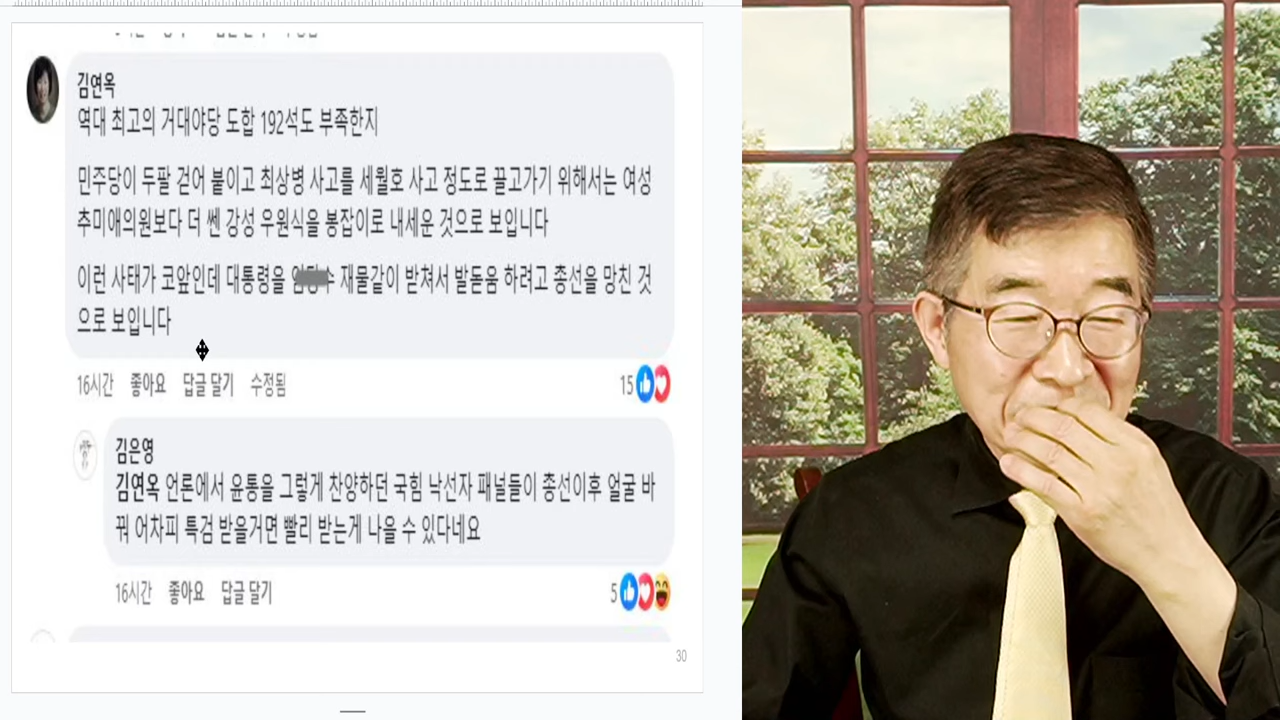 김연옥
역대 최고의 거대야당 도합 192석도 부족한지
민주당이 두팔 걷어 붙이고 최상병 사고를 세월호 사고 정도로 끌고가기 위해서는 여성
추미애의원보다 더 쎈 강성 우원식을 봉잡이로 내세운 것으로 보입니다
이런 사태가 코앞인데 대통령을 재물같이 받쳐서 발돋움 하려고 총선을 망친 것
으로 보입니다
16시간 좋아요 답글 달기 수정됨 15
김은영
김연옥 언론에서 윤통을 그렇게 찬양하던 국힘 낙선자 패널들이 총선이후 얼굴 바
꿔 어차피 특검 받을거면 빨리 받는게 나을 수 있다네요
16시간 좋아요 답글 달기 5
30